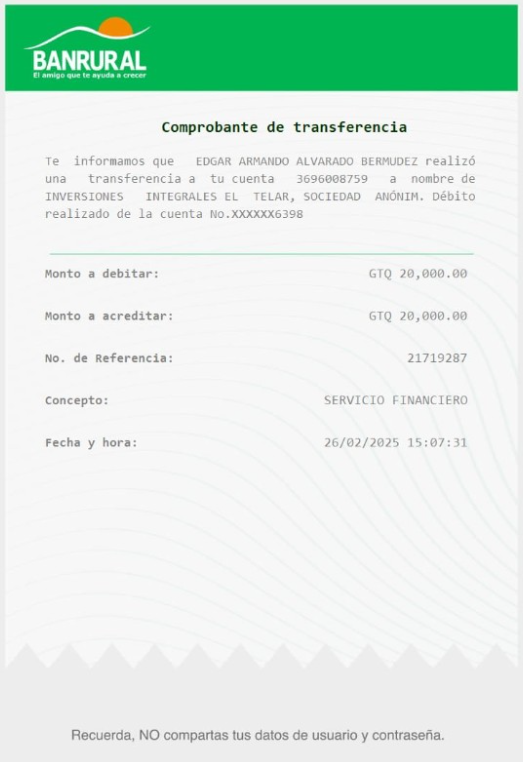 BANRURAL
El amigo que te ayuda a crecer
Comprobante de transferencia
Te informamos que EDGAR ARMANDO ALVARADO BERMUDEZ realizó
una transferencia a tu cuenta 3696008759 a nombre de
INVERSIONES INTEGRALES EL TELAR, SOCIEDAD ANÓNIM. Débito
realizado de la cuenta No.XXXXXX6398
Monto a debitar: GTQ 20,000.00
Monto a acreditar: GTQ 20,000.00
No. de Referencia: 21719287
Concepto: SERVICIO FINANCIERO
Fecha y hora: 26/02/2025 15:07:31
Recuerda, NO compartas tus datos de usuario y contraseña.